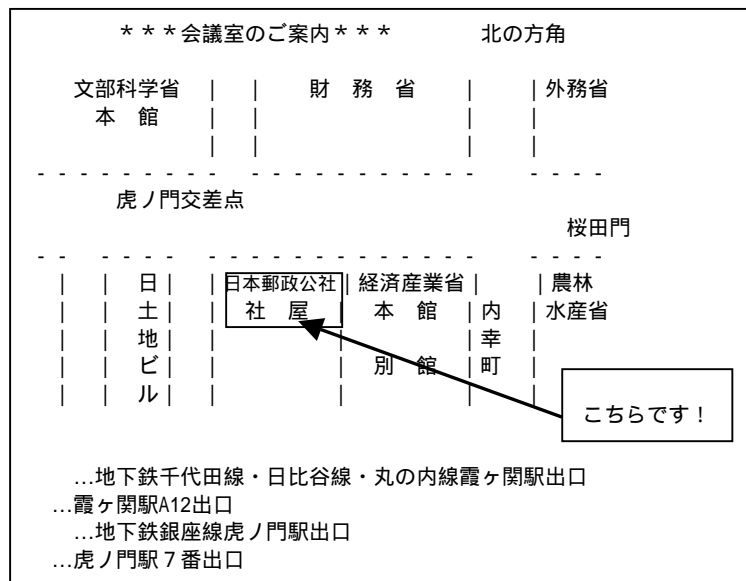 ＊＊＊会議室のご案内＊＊＊　　　　北の方角
文部科学省　|　|　　財　務　省　　|　　|外務省
本　館　|　|　　　　　　　　　　|　　|
|　|　　　　　　　　　　|　　|
- - - - - - - - -　- - - - - - - - - - -　　- - - -
虎ノ門交差点
桜田門
- -　- - - -　- - - - - - - - - - - - -　　- - - -
|　|　日|　|日本郵政公社|経済産業省|　　|農林
|　|　土|　|　社　屋　|　本　館　|内　|水産省
|　|　地|　|　　　　　|　　　　　|幸　|
|　|　ビ|　|　　　　　|　別　館　|町　|
|　|　ル|　|　　　　　|　　　　　|　　|
こちらです！
…地下鉄千代田線・日比谷線・丸の内線霞ヶ関駅出口
…霞ヶ関駅A12出口
…地下鉄銀座線虎ノ門駅出口
…虎ノ門駅７番出口